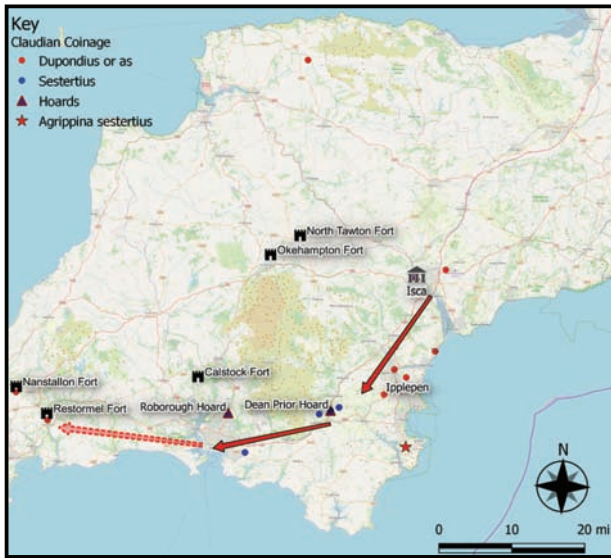 Key
Claudian Coinage
Dupondius or as
Sestertius
Hoards
Agrippina sestertius
North Tawton Fort
Okehampton Fort
Isca
Calstock Fort
Nanstallon Fort
Ipplepen
Restormel Fort
Roborough Hoard
Dean Prior Hoard
N
0 10 20 mi